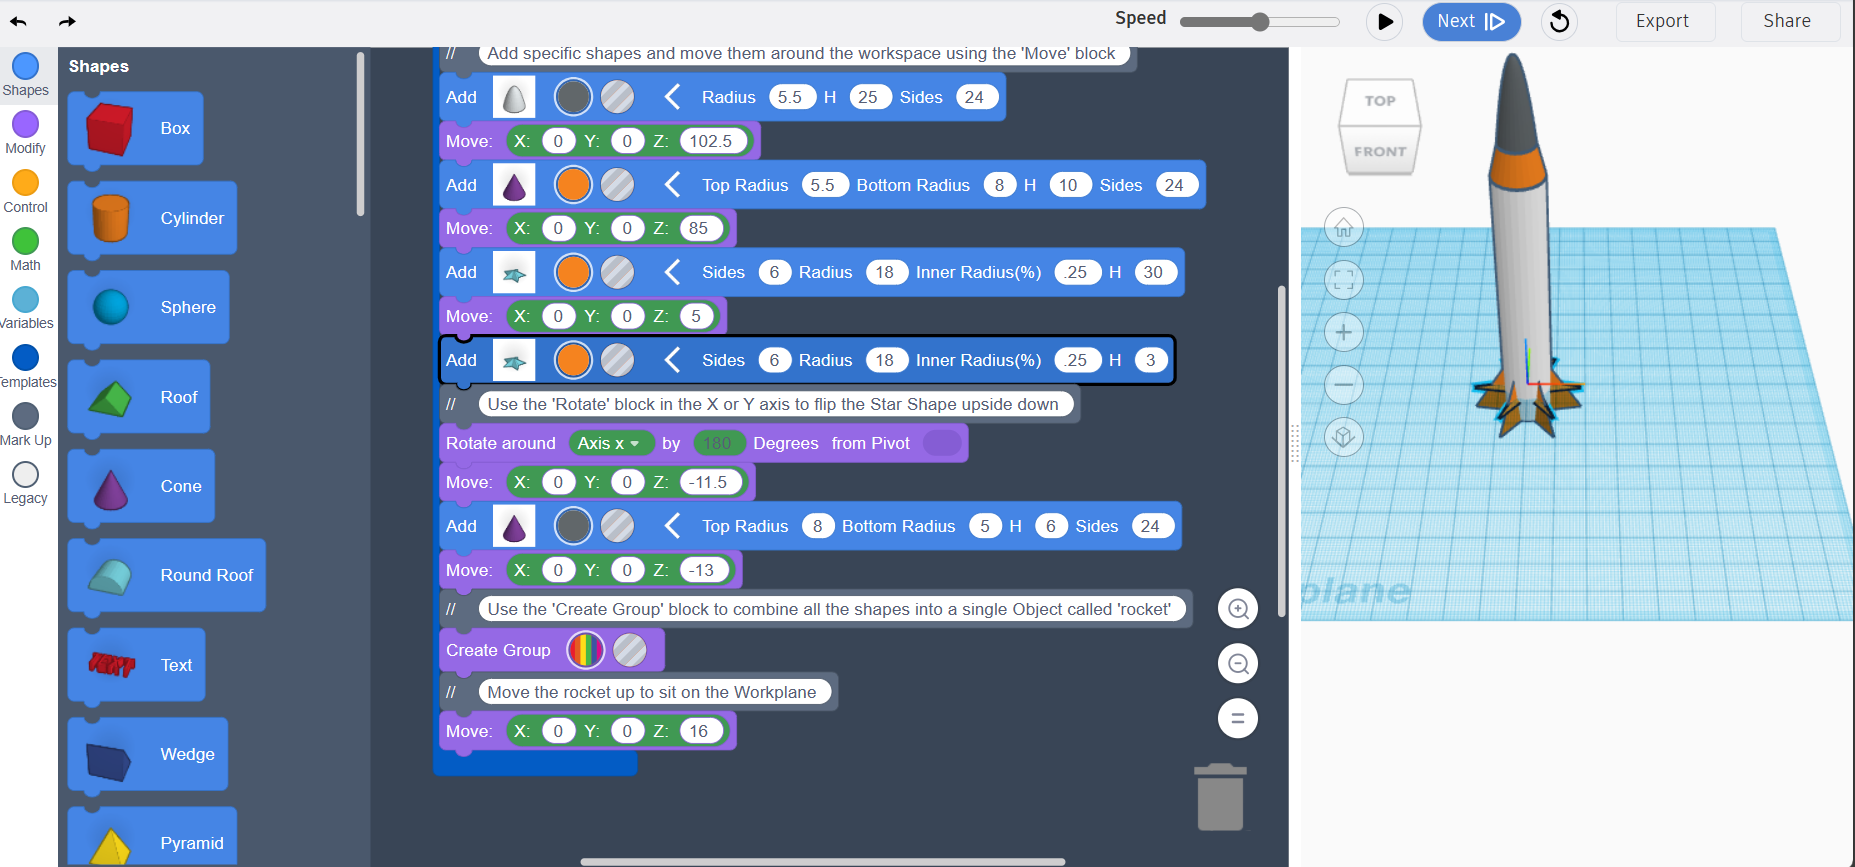 Speed
Next
Export
Share
Shapes
Modify
Control
Math
Variables
Templates
Mark Up
Legacy
Shapes
Box
Cylinder
Sphere
Roof
Cone
Round Roof
Text
Wedge
Pyramid
// Add specific shapes and move them around the workspace using the 'Move' block
Add Radius 5.5 H 25 Sides 24
Move: X: 0 Y: 0 Z: 102.5
Add Top Radius 5.5 Bottom Radius 8 H 10 Sides 24
Move: X: 0 Y: 0 Z: 85
Add Sides 6 Radius 18 Inner Radius(%) .25 H 30
Move: X: 0 Y: 0 Z: 5
Add Sides 6 Radius 18 Inner Radius(%) .25 H 3
// Use the 'Rotate' block in the X or Y axis to flip the Star Shape upside down
Rotate around Axis x by 180 Degrees from Pivot
Move: X: 0 Y: 0 Z: -11.5
Add Top Radius 8 Bottom Radius 5 H 6 Sides 24
Move: X: 0 Y: 0 Z: -13
// Use the 'Create Group' block to combine all the shapes into a single Object called 'rocket'
Create Group
// Move the rocket up to sit on the Workplane
Move: X: 0 Y: 0 Z: 16
TOP
FRONT
plane